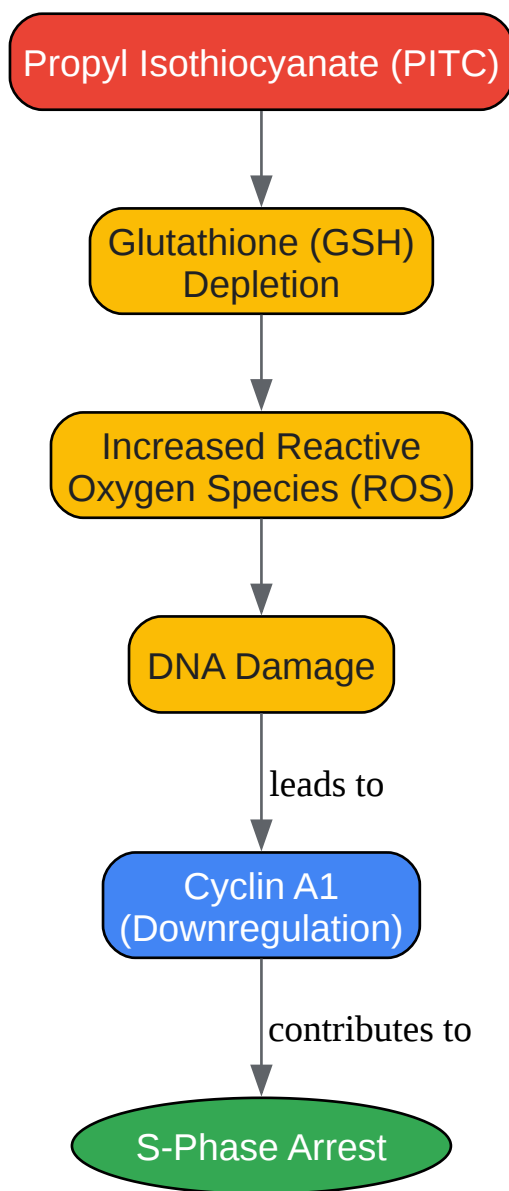 Propyl Isothiocyanate (PITC)
Glutathione (GSH)
Depletion
Increased Reactive
Oxygen Species (ROS)
DNA Damage
leads to
Cyclin A1
(Downregulation)
contributes to
S-Phase Arrest